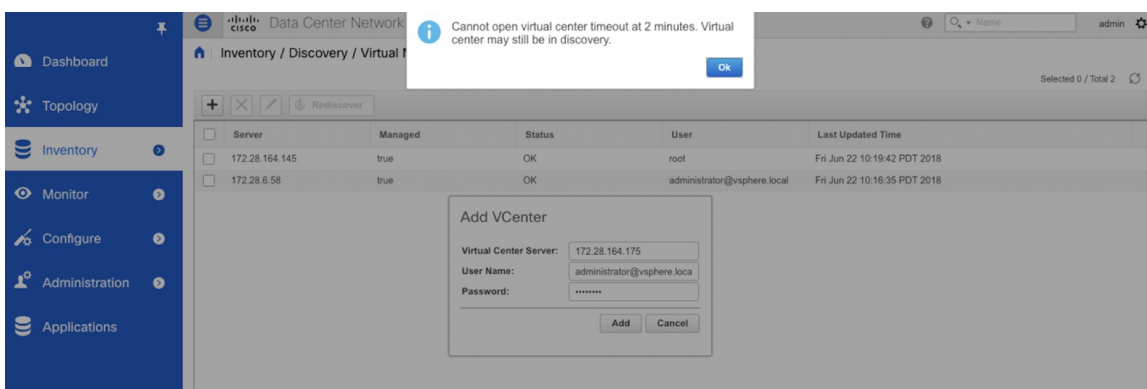 Cannot open virtual center timeout at 2 minutes. Virtual
center may still be in discovery.
Ok
cisco Data Center Network
Name
admin
Inventory / Discovery / Virtual
Selected 0 / Total 2
Dashboard
Topology
Inventory
Monitor
Configure
Administration
Applications
Rediscover
Server Managed Status User Last Updated Time
172.28.164.145 true OK root Fri Jun 22 10:19:42 PDT 2018
172.28.6.58 true OK administrator@vsphere.local Fri Jun 22 10:16:35 PDT 2018
Add VCenter
Virtual Center Server: 172.28.164.175
User Name: administrator@vsphere.loca
Password: ••••••••
Add Cancel